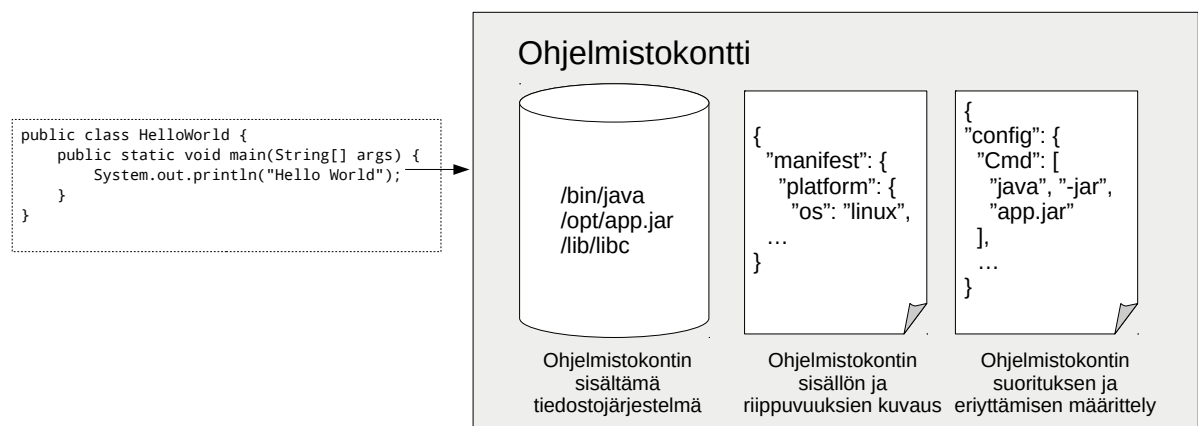 public class HelloWorld {
    public static void main(String[] args) {
        System.out.println("Hello World");
    }
}
Ohjelmistokontti
/bin/java
/opt/app.jar
/lib/libc
Ohjelmistokontin
sisältämä
tiedostojärjestelmä
{
”manifest”: {
”platform”: {
”os”: ”linux”,
…
}
Ohjelmistokontin
sisällön ja
riippuvuuksien kuvaus
{
”config”: {
”Cmd”: [
”java”, ”-jar”,
”app.jar”
],
…
}
Ohjelmistokontin
suorituksen ja
eriyttämisen määrittely